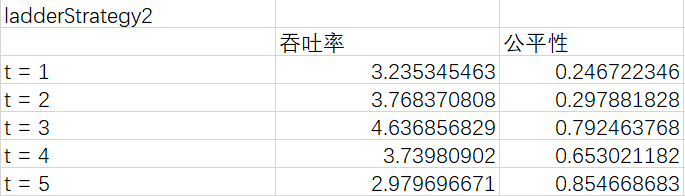 ladderStrategy2
吞吐率 公平性
t = 1 3.235345463 0.246722346
t = 2 3.768370808 0.297881828
t = 3 4.636856829 0.792463768
t = 4 3.73980902 0.653021182
t = 5 2.979696671 0.854668683